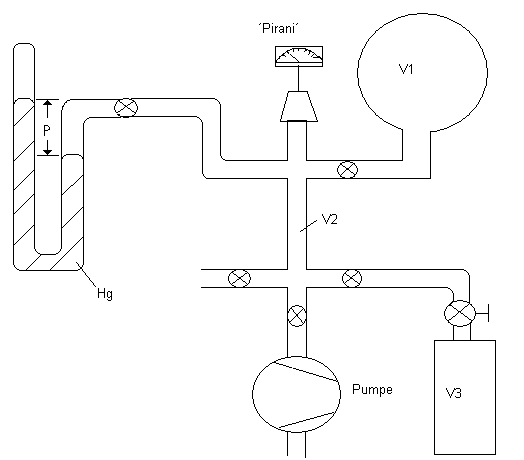 ´Pirani´
V1
P
V2
Hg
Pumpe
V3